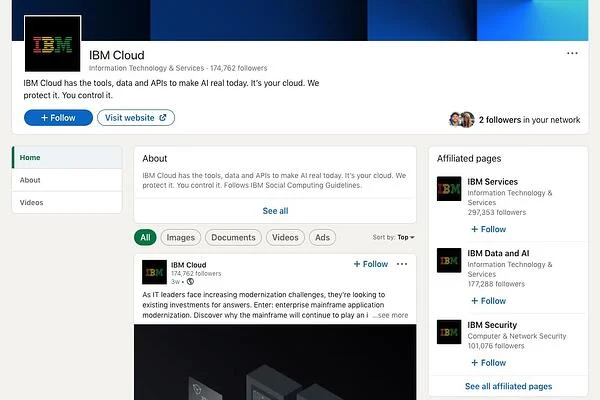 IBM
IBM Cloud
Information Technology & Services · 174,762 followers
IBM Cloud has the tools, data and APIs to make AI real today. It's your cloud. We
protect it. You control it.
+ Follow
Visit website
2 followers in your network
Home
About
Videos
About
IBM Cloud has the tools, data and APIs to make AI real today. It's your cloud. We
protect it. You control it. Follows IBM Social Computing Guidelines.
See all
All
Images
Documents
Videos
Ads
Sort by: Top
IBM
IBM Cloud
174,762 followers
3w •
+ Follow
As IT leaders face increasing modernization challenges, they're looking to
existing investments for answers. Enter: enterprise mainframe application
modernization. Discover why the mainframe will continue to play an i ...see more
Affiliated pages
IBM
IBM Services
Information Technology &
Services
297,353 followers
+ Follow
IBM
IBM Data and AI
Information Technology &
Services
177,288 followers
+ Follow
IBM
IBM Security
Computer & Network Security
101,076 followers
+ Follow
See all affiliated pages